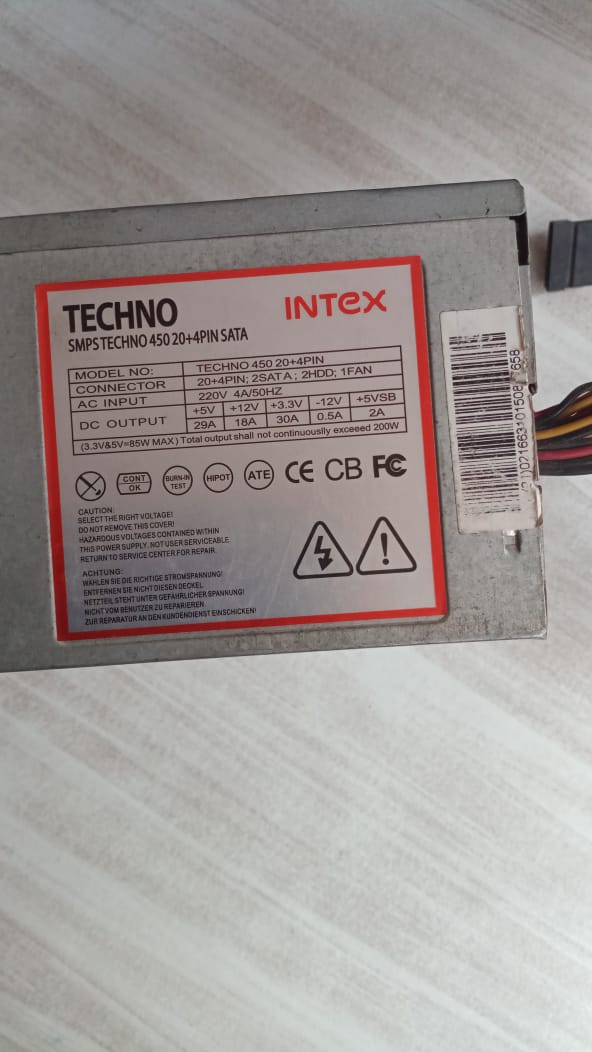 TECHNO
INTEX
SMPS TECHNO 450 20+4PIN SATA
MODEL NO: TECHNO 450 20+4PIN
CONNECTOR 20+4PIN; 2SATA; 2HDD; 1FAN
AC INPUT 220V 4A/50HZ
DC OUTPUT +5V +12V +3.3V -12V +5VSB
29A 18A 30A 0.5A 2A
(3.3V&5V=85W MAX) Total output shall not continuouslly exceeed 200W
CONT OK
BURN-IN TEST
HIPOT
ATE
CE CB FC
CAUTION:
SELECT THE RIGHT VOLTAGE!
DO NOT REMOVE THIS COVER!
HAZARDOUS VOLTAGES CONTAINED WITHIN
THIS POWER SUPPLY. NOT USER SERVICEABLE.
RETURN TO SERVICE CENTER FOR REPAIR.
ACHTUNG:
WAHLEN SIE DIE RICHTIGE STROMSPANNUNG!
ENTFERNEN SIE NICHT DIESEN DECKEL.
NETZTEIL STEHT UNTER GEFAHRLICHER SPANNUNG!
NICHT VOM BENUTZER ZU REPARIEREN.
ZUR REPARATUR AN DEN KUNDENDIENST EINSCHICKEN!